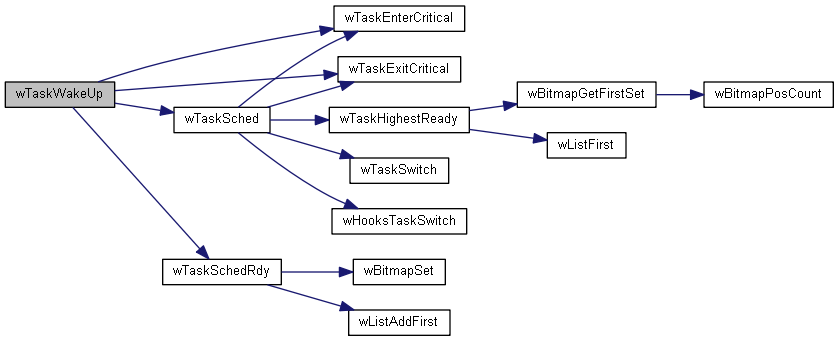 wTaskWakeUp
wTaskEnterCritical
wTaskExitCritical
wTaskSched
wTaskHighestReady
wBitmapGetFirstSet
wBitmapPosCount
wListFirst
wTaskSwitch
wHooksTaskSwitch
wTaskSchedRdy
wBitmapSet
wListAddFirst